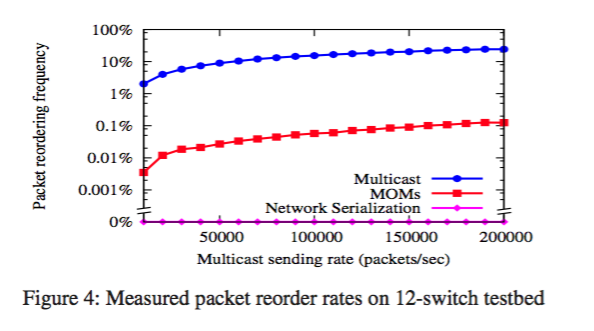 Packet reordering frequency
100%
10%
1%
0.1%
0.01%
0.001%
0%
Multicast
MOMs
Network Serialization
50000 100000 150000 200000
Multicast sending rate (packets/sec)
Figure 4: Measured packet reorder rates on 12-switch testbed